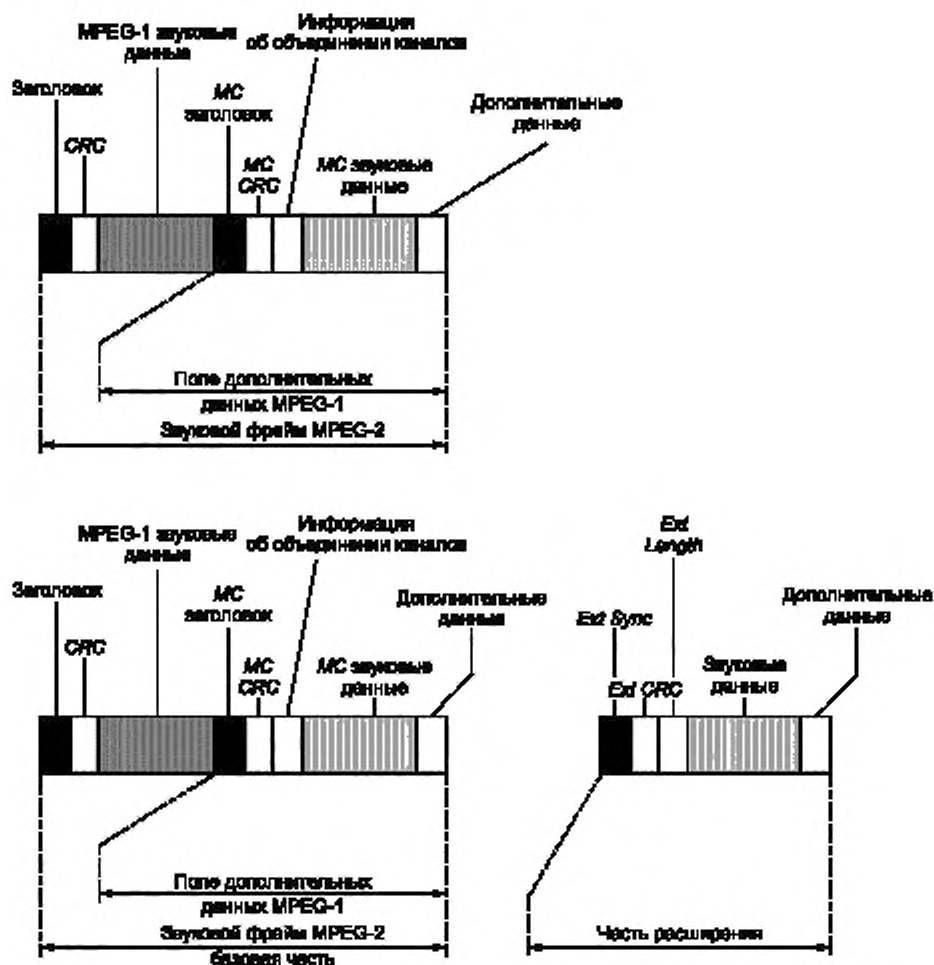 MPEG-1 звуковые
данные
Информация
об объединении каналов
Заголовок
CRC
MC
заголовок
MC
CRC
MC звуковые
данные
Дополнительные
данные
Поле дополнительных
данных MPEG-1
Звуковой фрейм MPEG-2
MPEG-1 звуковые
данные
Информация
об объединении каналов
Заголовок
CRC
MC
заголовок
MC
CRC
MC звуковые
данные
Дополнительные
данные
Ext
Length
Ext Sync
Ext CRC
Звуковые
данные
Дополнительные
данные
Поле дополнительных
данных MPEG-1
Звуковой фрейм MPEG-2
базовая часть
Часть расширения